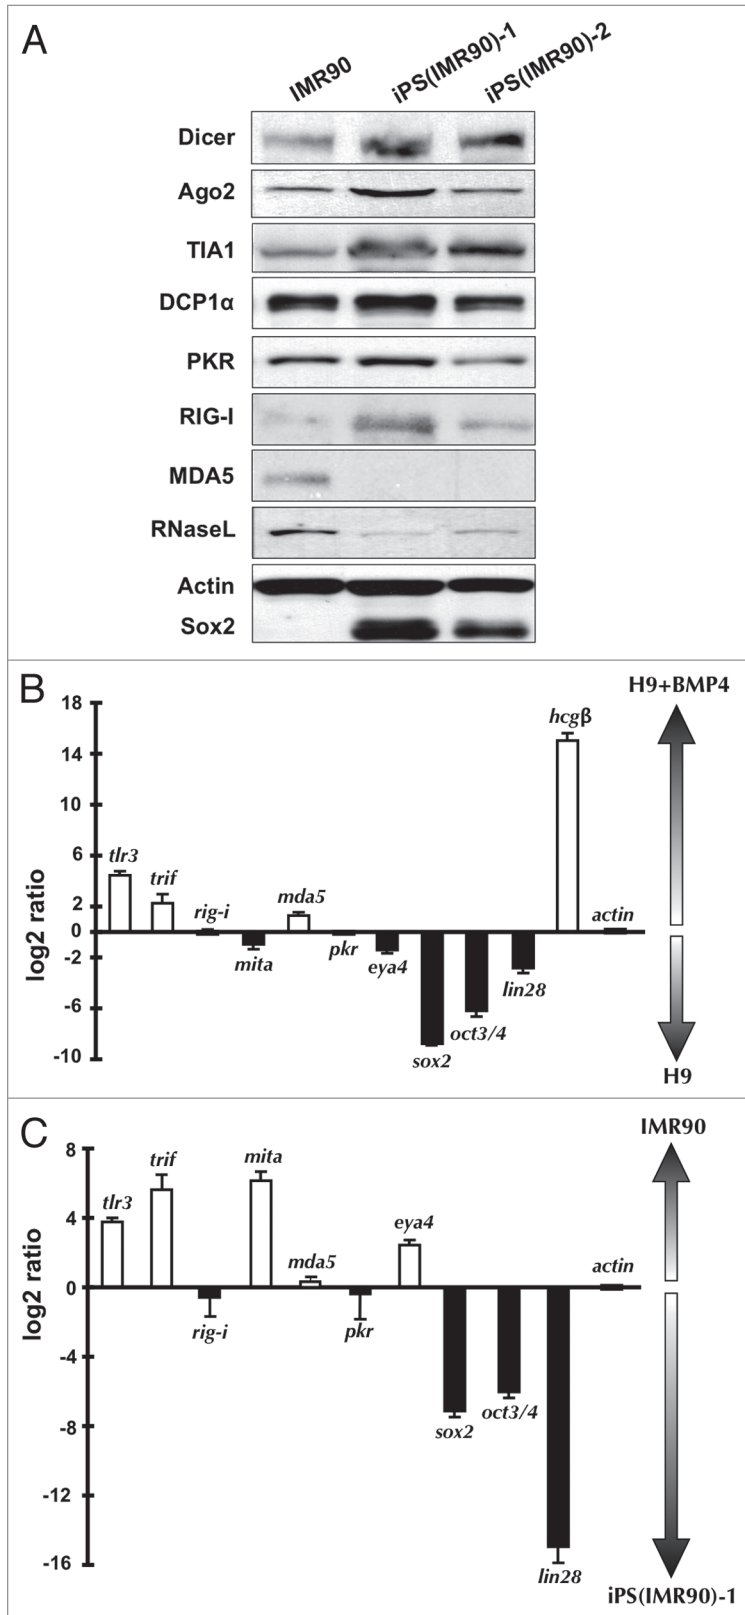 A
IMR90
iPS(IMR90)-1
iPS(IMR90)-2
Dicer
Ago2
TIA1
DCP1α
PKR
RIG-I
MDA5
RNaseL
Actin
Sox2
B
H9+BMP4
18
14
10
6
2
0
-2
-6
-10
log2 ratio
tlr3
trif
rig-i
mita
mda5
pkr
eya4
sox2
oct3/4
lin28
hcgβ
actin
H9
C
IMR90
8
4
0
-4
-8
-12
-16
log2 ratio
tlr3
trif
rig-i
mita
mda5
pkr
eya4
sox2
oct3/4
lin28
actin
iPS(IMR90)-1